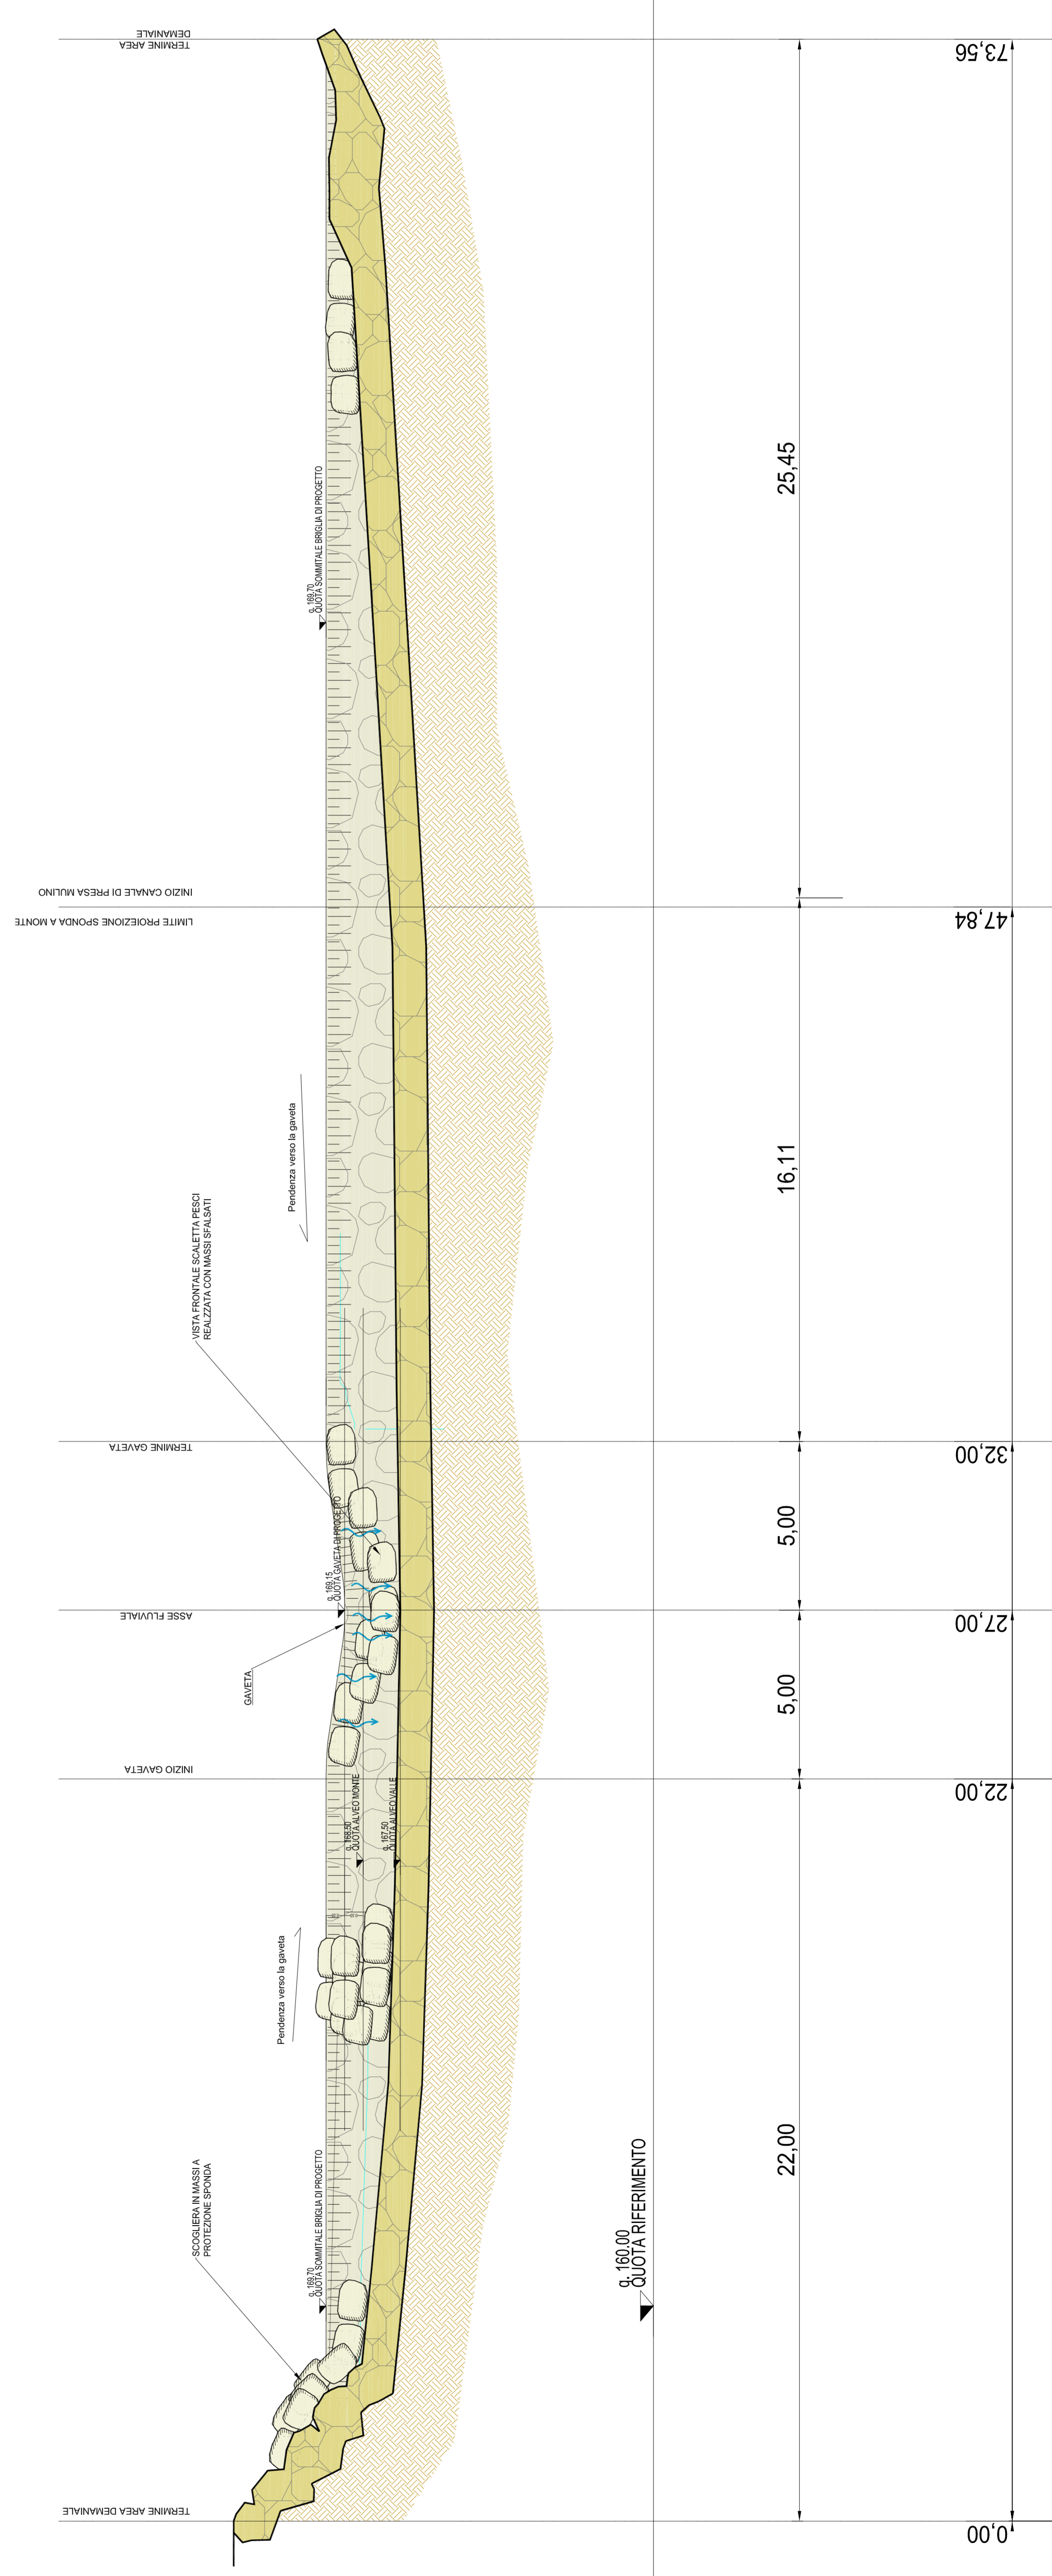 TERMINE AREA
DEMANIALE
73,56
25,45
q. 169,70
QUOTA SOMMITALE BRIGLIA DI PROGETTO
INIZIO CANALE DI PRESA MULINO
LIMITE PROIEZIONE SPONDA A MONTE
47,84
Pendenza verso la gaveta
16,11
VISTA FRONTALE SCALETTA PESCI
REALZZATA CON MASSI SFALSATI
TERMINE GAVETA
32,00
5,00
q. 169,15
QUOTA GAVETA DI PROGETTO
ASSE FLUVIALE
27,00
GAVETA
5,00
INIZIO GAVETA
22,00
q. 168,50
QUOTA ALVEO MONTE
q. 167,50
QUOTA ALVEO VALLE
Pendenza verso la gaveta
22,00
SCOGLIERA IN MASSI A
PROTEZIONE SPONDA
q. 169,70
QUOTA SOMMITALE BRIGLIA DI PROGETTO
q. 160.00
QUOTA RIFERIMENTO
TERMINE AREA DEMANIALE
0,00